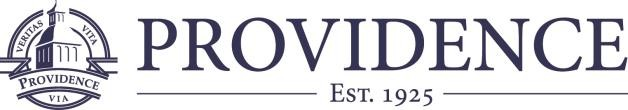 VERITAS VITA
PROVIDENCE
VIA
PROVIDENCE
EST. 1925